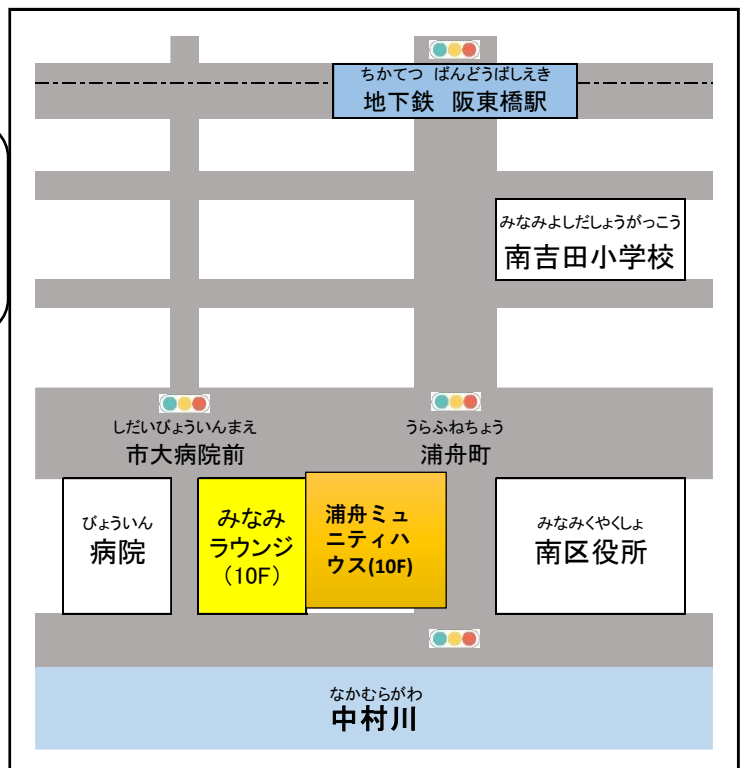 ちかてつ ばんどうばしえき
地下鉄 阪東橋駅
みなみよしだしょうがっこう
南吉田小学校
しだいびょういんまえ
市大病院前
うらふねちょう
浦舟町
びょういん
病院
みなみ
ラウンジ
(10F)
浦舟ミュ
ニティハ
ウス(10F)
みなみくやくしょ
南区役所
なかむらがわ
中村川